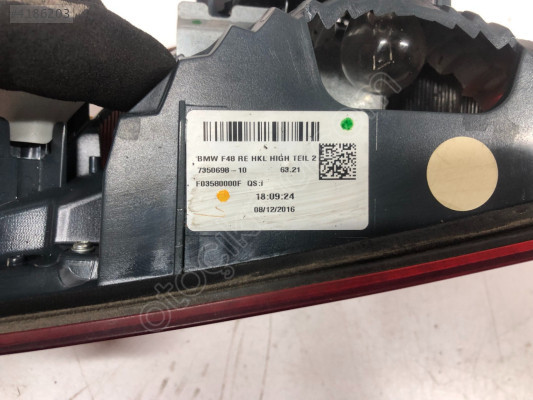 4186203
BMW F48 RE HKL HIGH TEIL 2
7350698-10 63.21
F03580000F QS:I
18:09:24
08/12/2016